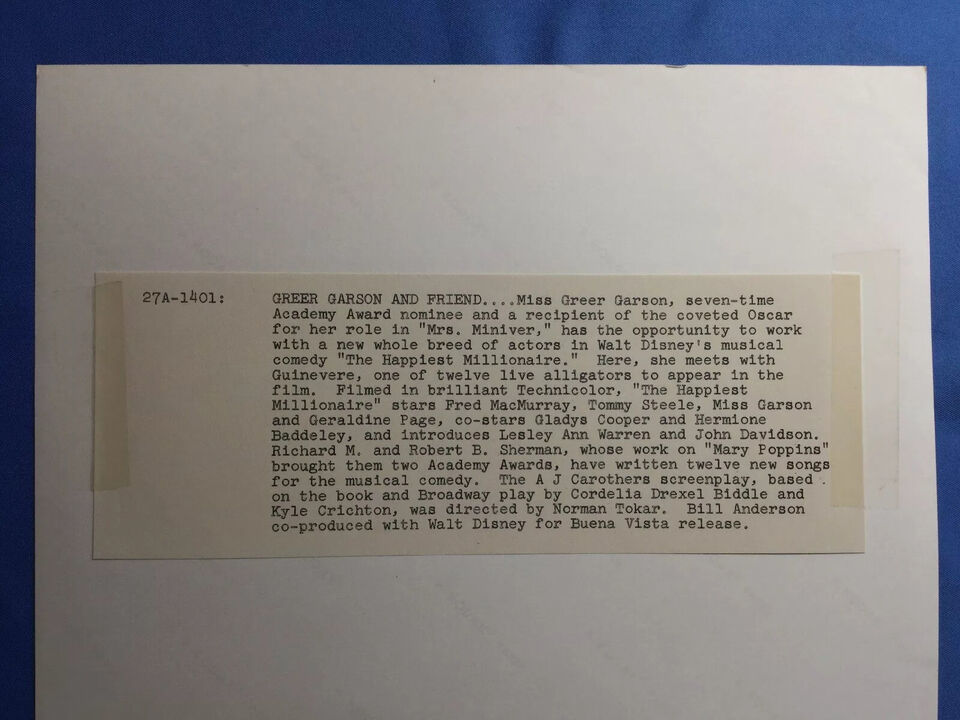 27A-1401: GREER GARSON AND FRIEND....Miss Greer Garson, seven-time
Academy Award nominee and a recipient of the coveted Oscar
for her role in "Mrs. Miniver," has the opportunity to work
with a new whole breed of actors in Walt Disney's musical
comedy "The Happiest Millionaire." Here, she meets with
Guinevere, one of twelve live alligators to appear in the
film. Filmed in brilliant Technicolor, "The Happiest
Millionaire" stars Fred MacMurray, Tommy Steele, Miss Garson
and Geraldine Page, co-stars Gladys Cooper and Hermione
Baddeley, and introduces Lesley Ann Warren and John Davidson.
Richard M. and Robert B. Sherman, whose work on "Mary Poppins"
brought them two Academy Awards, have written twelve new songs
for the musical comedy. The A J Carothers screenplay, based
on the book and Broadway play by Cordelia Drexel Biddle and
Kyle Crichton, was directed by Norman Tokar. Bill Anderson
co-produced with Walt Disney for Buena Vista release.